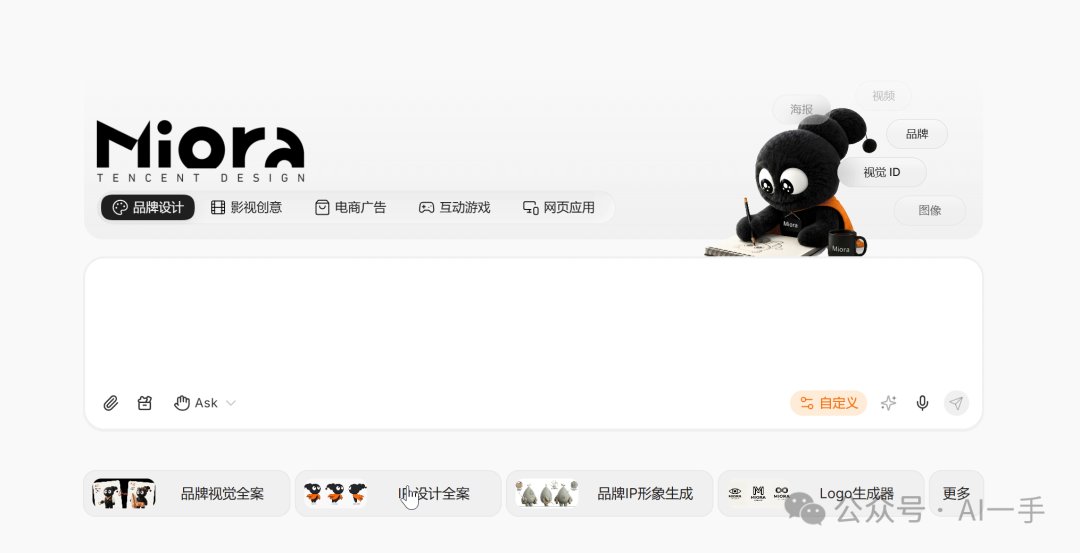 海报
视频
品牌
视觉 ID
图像
Miora
TENCENT DESIGN
Miora
Miora
品牌设计
影视创意
电商广告
互动游戏
网页应用
Ask
自定义
品牌视觉全案
IP设计全案
品牌IP形象生成
Logo生成器
更多
公众号 · AI一手